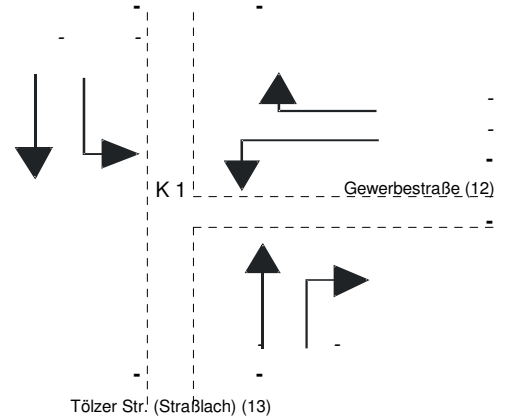 K 1
Gewerbestraße (12)
Tölzer Str. (Straßlach) (13)